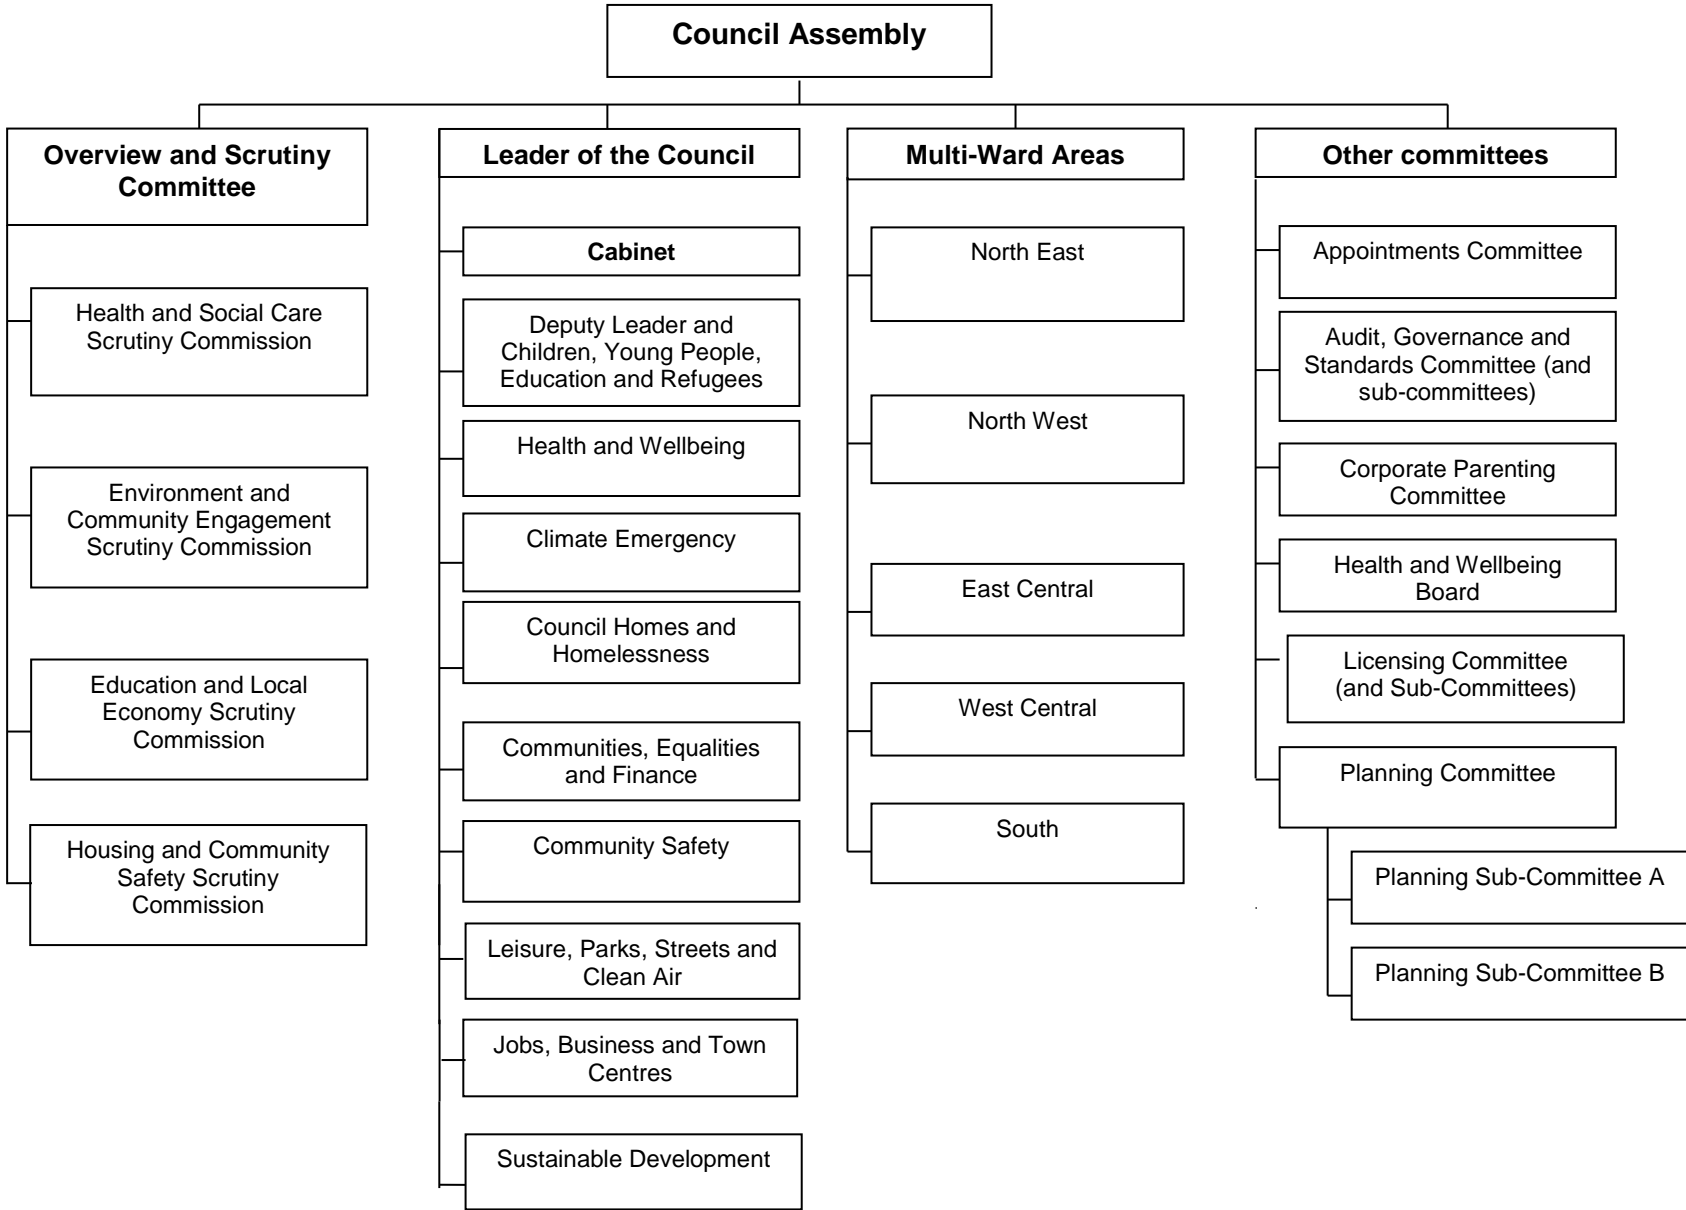 Council Assembly
Overview and Scrutiny
Committee
Health and Social Care
Scrutiny Commission
Environment and
Community Engagement
Scrutiny Commission
Education and Local
Economy Scrutiny
Commission
Housing and Community
Safety Scrutiny
Commission
Leader of the Council
Cabinet
Deputy Leader and
Children, Young People,
Education and Refugees
Health and Wellbeing
Climate Emergency
Council Homes and
Homelessness
Communities, Equalities
and Finance
Community Safety
Leisure, Parks, Streets and
Clean Air
Jobs, Business and Town
Centres
Sustainable Development
Multi-Ward Areas
North East
North West
East Central
West Central
South
Other committees
Appointments Committee
Audit, Governance and
Standards Committee (and
sub-committees)
Corporate Parenting
Committee
Health and Wellbeing
Board
Licensing Committee
(and Sub-Committees)
Planning Committee
Planning Sub-Committee A
Planning Sub-Committee B